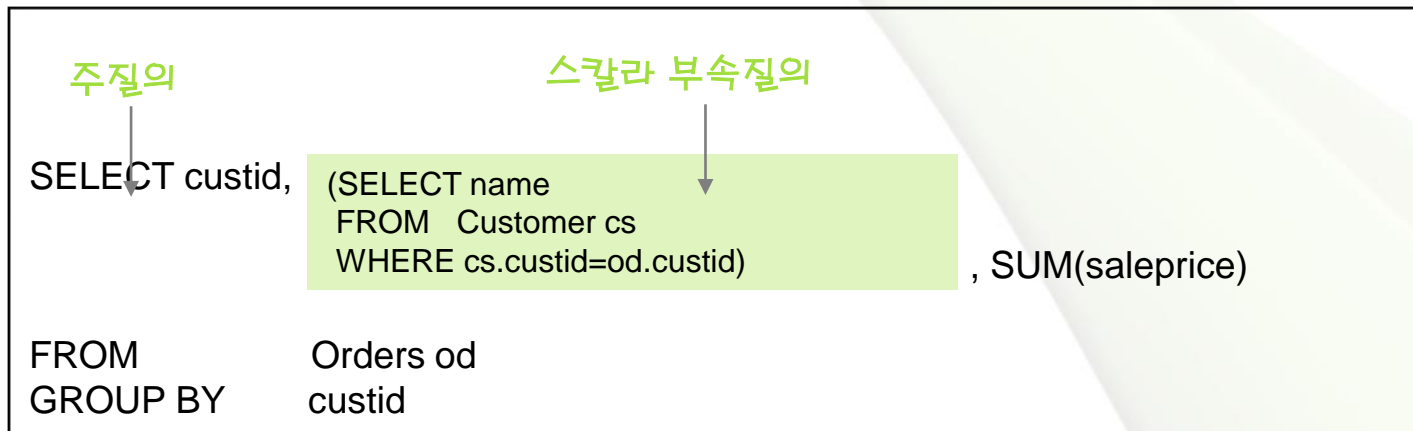 주질의
스칼라 부속질의
SELECT custid,
(SELECT name
FROM Customer cs
WHERE cs.custid=od.custid)
, SUM(saleprice)
FROM Orders od
GROUP BY custid